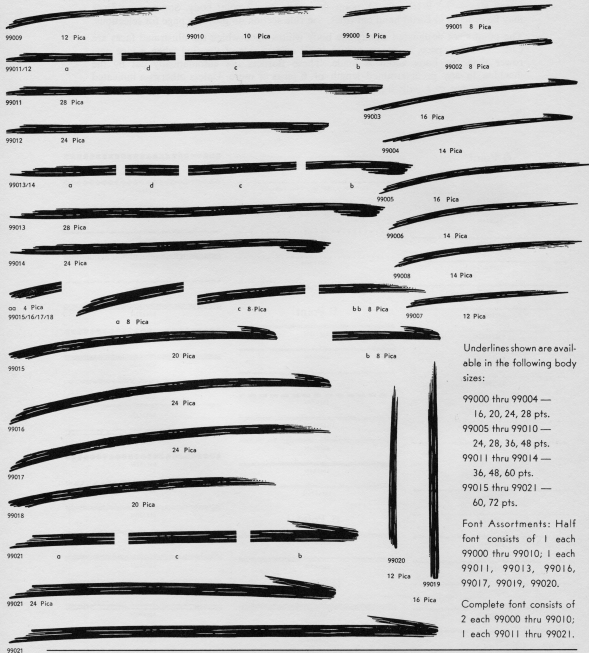 99009 12 Pica 99010 10 Pica 99000 5 Pica 99001 8 Pica
99002 8 Pica
99011/12 a d c b
99011 28 Pica
99003 16 Pica
99012 24 Pica
99004 14 Pica
99013/14 a d c b
99005 16 Pica
99013 28 Pica
99006 14 Pica
99014 24 Pica
99008 14 Pica
aa 4 Pica
99015/16/17/18
a 8 Pica
c 8 Pica
bb 8 Pica
99007 12 Pica
99015 20 Pica
b 8 Pica
99016 24 Pica
99017 24 Pica
99018 20 Pica
99021 a c b
99020
12 Pica
99019
16 Pica
99021 24 Pica
99021
Underlines shown are avail-
able in the following body
sizes:
99000 thru 99004 —
16, 20, 24, 28 pts.
99005 thru 99010 —
24, 28, 36, 48 pts.
99011 thru 99014 —
36, 48, 60 pts.
99015 thru 99021 —
60, 72 pts.
Font Assortments: Half
font consists of 1 each
99000 thru 99010; 1 each
99011, 99013, 99016,
99017, 99019, 99020.
Complete font consists of
2 each 99000 thru 99010;
1 each 99011 thru 99021.